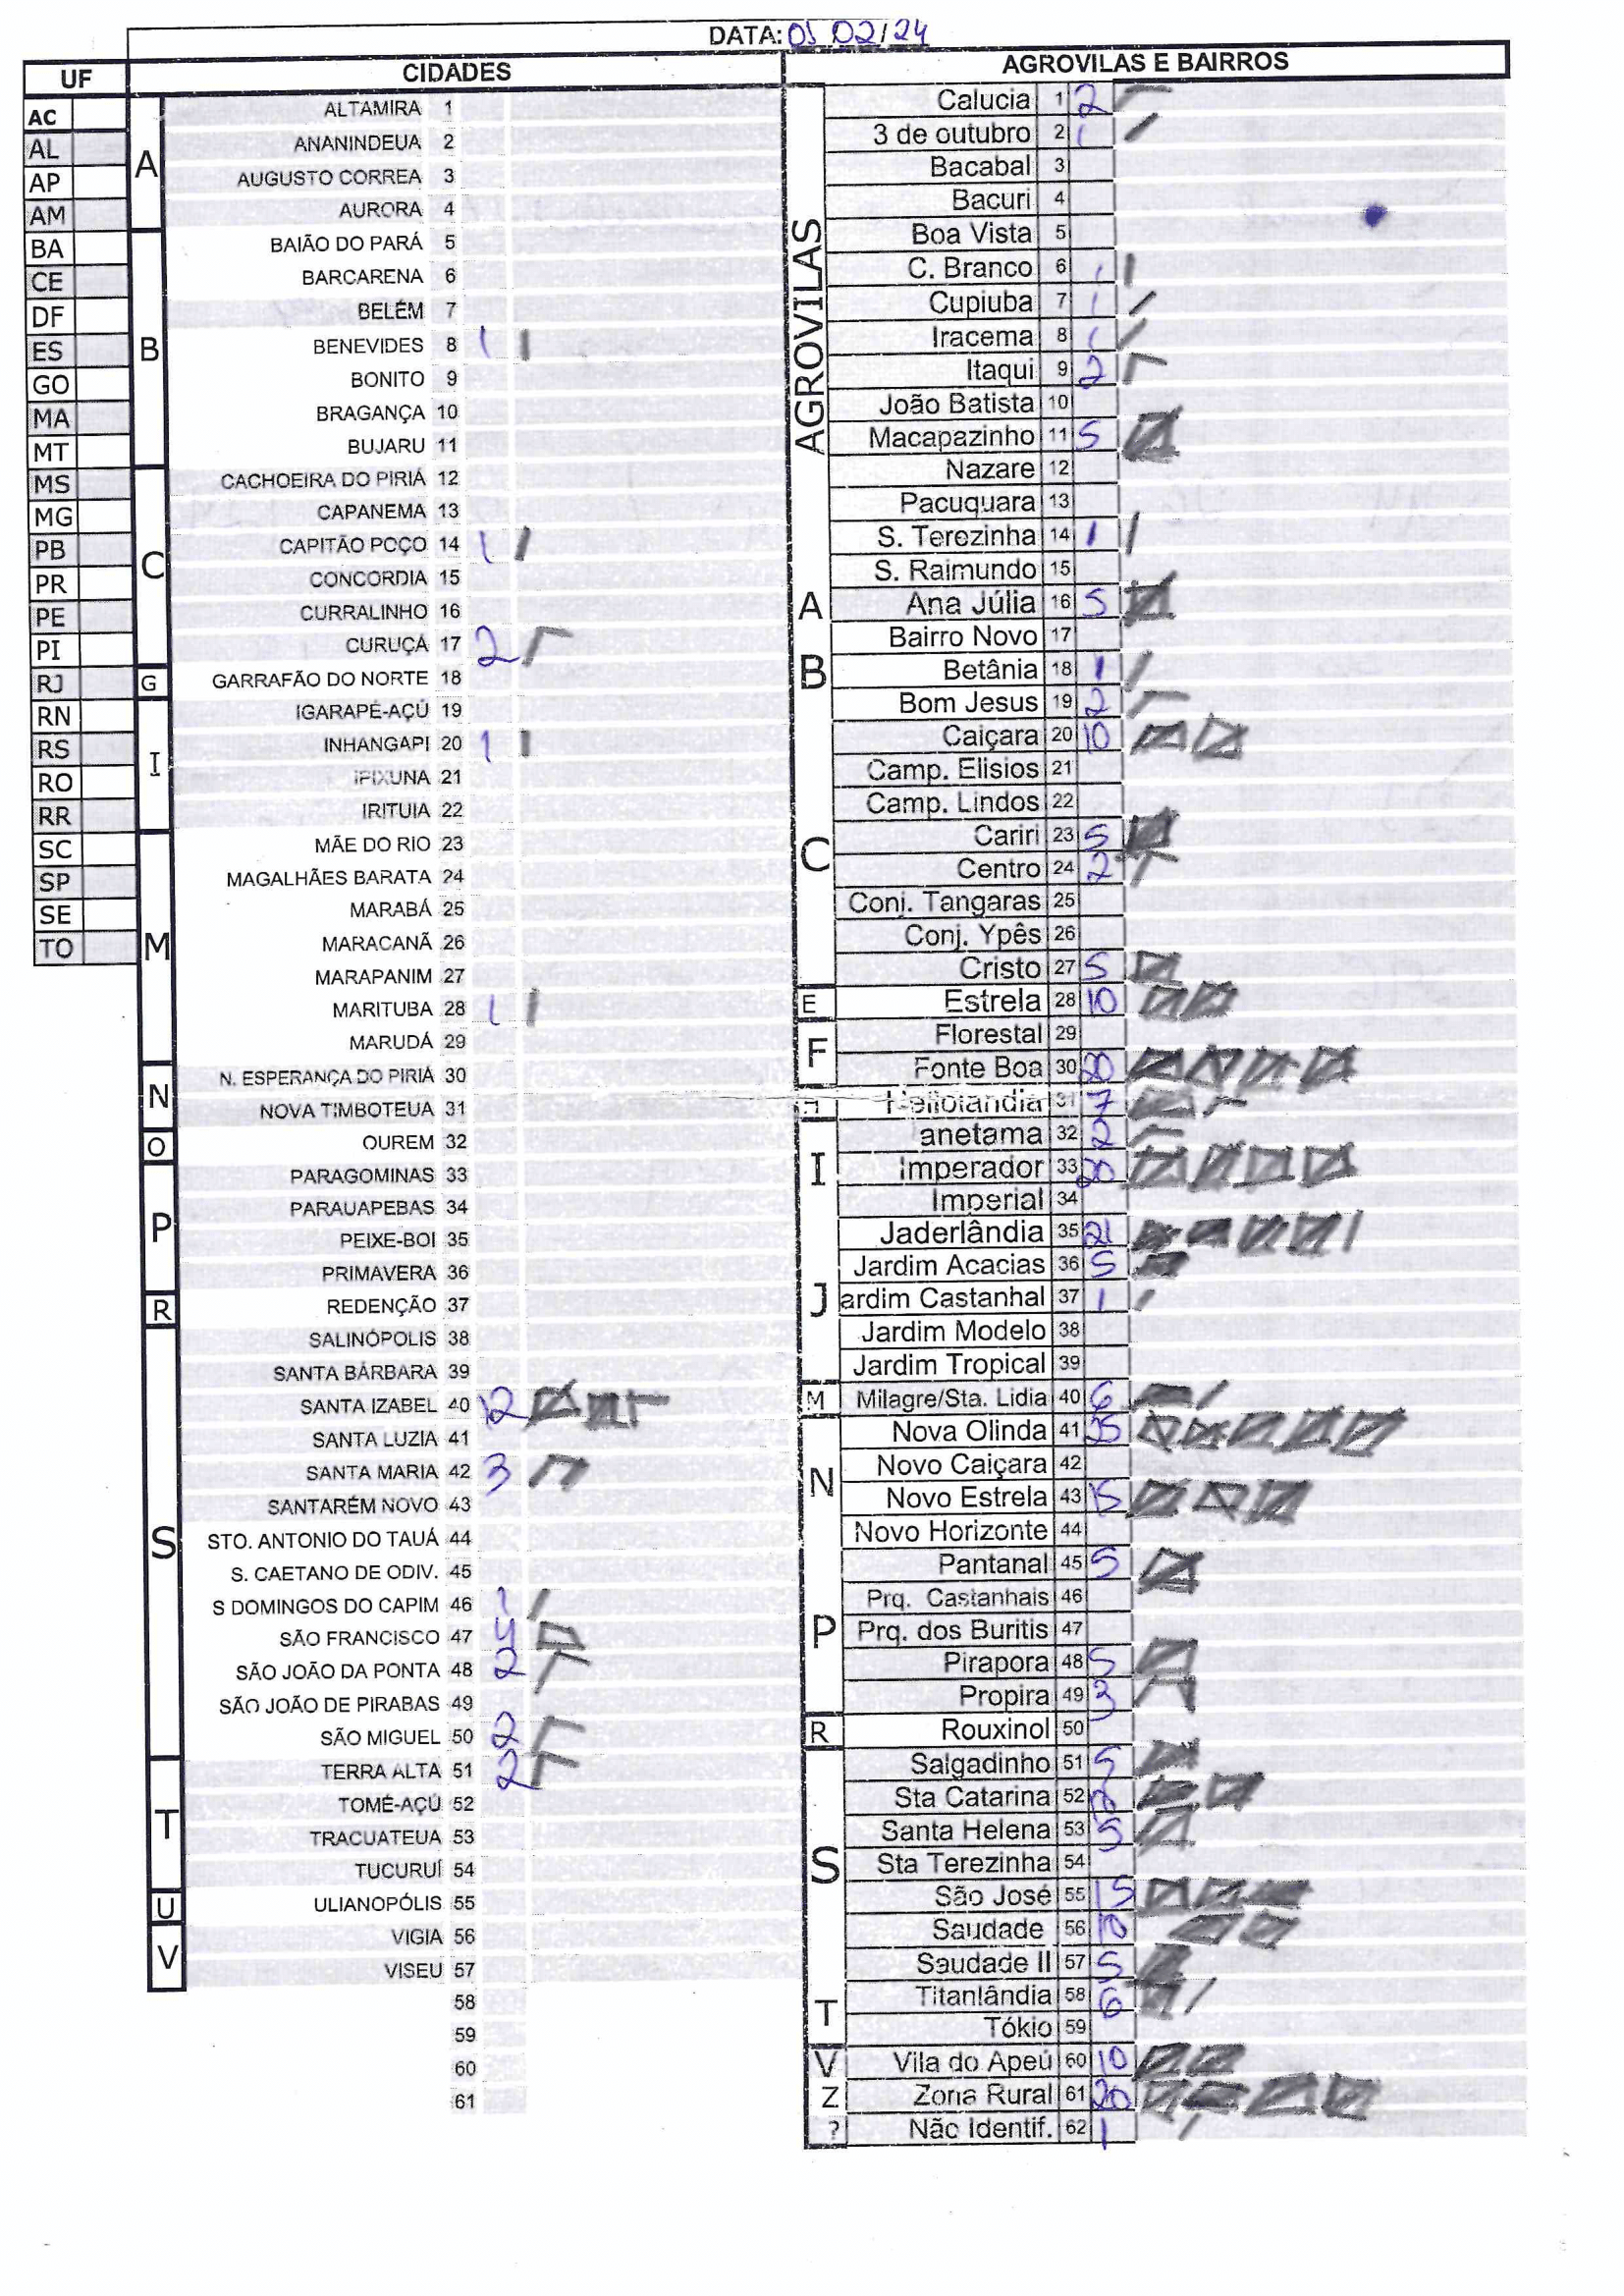 DATA: 05 02/24
UF
CIDADES
AGROVILAS E BAIRROS
AC
AL
AP
AM
BA
CE
DF
ES
GO
MA
MT
MS
MG
PB
PR
PE
PI
RJ
RN
RS
RO
RR
SC
SP
SE
TO
A
ALTAMIRA 1
ANANINDEUA 2
AUGUSTO CORREA 3
AURORA 4
B
BAIÃO DO PARÁ 5
BARCARENA 6
BELÉM 7
BENEVIDES 8 1
BONITO 9
BRAGANÇA 10
BUJARU 11
C
CACHOEIRA DO PIRIÁ 12
CAPANEMA 13
CAPITÃO POÇO 14 1
CONCORDIA 15
CURRALINHO 16
CURUÇÁ 17 2
G
GARRAFÃO DO NORTE 18
I
IGARAPÉ-AÇÚ 19
INHANGAPI 20 1
IPIXUNA 21
IRITUIA 22
M
MÃE DO RIO 23
MAGALHÃES BARATA 24
MARABÁ 25
MARACANÃ 26
MARAPANIM 27
MARITUBA 28 1
MARUDÁ 29
N
N. ESPERANÇA DO PIRIÁ 30
NOVA TIMBOTEUA 31
O
OUREM 32
P
PARAGOMINAS 33
PARAUAPEBAS 34
PEIXE-BOI 35
PRIMAVERA 36
R
REDENÇÃO 37
S
SALINÓPOLIS 38
SANTA BÁRBARA 39
SANTA IZABEL 40 12
SANTA LUZIA 41
SANTA MARIA 42 3
SANTARÉM NOVO 43
STO. ANTONIO DO TAUÁ 44
S. CAETANO DE ODIV. 45
S DOMINGOS DO CAPIM 46 1
SÃO FRANCISCO 47 4
SÃO JOÃO DA PONTA 48 2
SÃO JOÃO DE PIRABAS 49
SÃO MIGUEL 50 2
T
TERRA ALTA 51 2
TOMÉ-AÇÚ 52
TRACUATEUA 53
TUCURUÍ 54
U
ULIANOPÓLIS 55
V
VIGIA 56
VISEU 57
58
59
60
61
AGROVILAS
Calucia 1 2
3 de outubro 2 1
Bacabal 3
Bacuri 4
Boa Vista 5
C. Branco 6 1
Cupiuba 7 1
Iracema 8 1
Itaqui 9 2
João Batista 10
Macapazinho 11 5
Nazare 12
Pacuquara 13
S. Terezinha 14 1
S. Raimundo 15
A
Ana Júlia 16 5
B
Bairro Novo 17
Betânia 18 1
Bom Jesus 19 2
C
Caiçara 20 10
Camp. Elisios 21
Camp. Lindos 22
Cariri 23 5
Centro 24 2
Conj. Tangaras 25
Conj. Ypês 26
Cristo 27 5
E
Estrela 28 10
F
Florestal 29
Fonte Boa 30 20
H
Heliolandia 31 7
I
anetama 32 2
Imperador 33 20
Imperial 34
J
Jaderlândia 35 21
Jardim Acacias 36 5
ardim Castanhal 37 1
Jardim Modelo 38
Jardim Tropical 39
M
Milagre/Sta. Lidia 40 6
N
Nova Olinda 41 25
Novo Caiçara 42
Novo Estrela 43 15
Novo Horizonte 44
P
Pantanal 45 5
Prq. Castanhais 46
Prq. dos Buritis 47
Pirapora 48 5
Propira 49 3
R
Rouxinol 50
S
Salgadinho 51 5
Sta Catarina 52
Santa Helena 53 5
Sta Terezinha 54
São José 55 15
Saudade 56 10
Saudade II 57 5
T
Titanlândia 58 6
Tókio 59
V
Vila do Apeú 60 10
Z
Zona Rural 61 20
?
Não Identif. 62 1